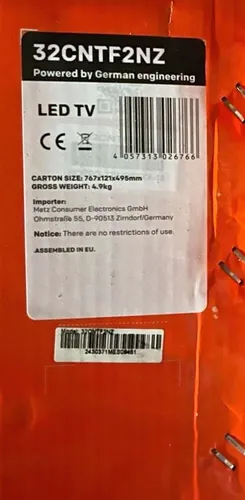 32CNTF2NZ
Powered by German engineering
LED TV
CE
4 057313 026766
CARTON SIZE: 767x121x495mm
GROSS WEIGHT: 4.9kg
Importer:
Metz Consumer Electronics GmbH
Ohmstraße 55, D-90513 Zirndorf/Germany
Notice: There are no restrictions of use.
ASSEMBLED IN EU.
Model: 32CNTF2NZ